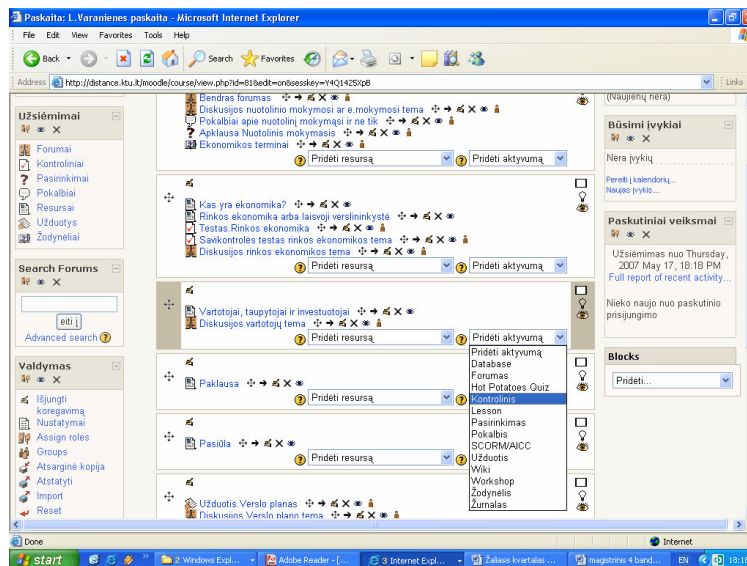 Paskaita: L.Varanienes paskaita - Microsoft Internet Explorer
File Edit View Favorites Tools Help
Back Search Favorites
Address http://distance.ktu.lt/moodle/course/view.php?id=81&edit=on&sesskey=Y4Q1425XpB Links
Užsiėmimai
Forumai
Kontroliniai
Pasirinkimas
Pokalbiai
Resursai
Užduotys
Žodynėliai
Search Forums
eiti į
Advanced search
Valdymas
Išjungti
koregavimą
Nustatymai
Assign roles
Groups
Atsarginė kopija
Atstatyti
Import
Reset
Bendras forumas
Diskusijos nuotolinio mokymosi ar e.mokymosi tema
Pokalbiai apie nuotolinį mokymąsi ir ne tik
Apklausa Nuotolinis mokymasis
Ekonomikos terminai
Pridėti resursą Pridėti aktyvumą
Kas yra ekonomika?
Rinkos ekonomika arba laisvoji verslininkystė
Testas.Rinkos ekonomika
Savikontrolės testas rinkos ekonomikos tema
Diskusijos rinkos ekonomikos tema
Pridėti resursą Pridėti aktyvumą
Vartotojai, taupytojai ir investuotojai
Diskusijos vartotojų tema
Pridėti resursą Pridėti aktyvumą
Pridėti aktyvumą
Database
Forumas
Hot Potatoes Quiz
Kontrolinis
Lesson
Pasirinkimas
Pokalbis
SCORM/AICC
Užduotis
Wiki
Workshop
Žodynėlis
Žurnalas
Paklausa
Pridėti resursą
Pasiūla
Pridėti resursą
Užduotis.Verslo planas
Diskusijos Verslo plano tema
(Naujienų nėra)
Būsimi įvykiai
Nėra įvykių
Pereiti į kalendorių...
Naujas įvykis...
Paskutiniai veiksmai
Užsiėmimas nuo Thursday,
2007 May 17, 18:18 PM
Full report of recent activity...
Nieko naujo nuo paskutinio
prisijungimo
Blocks
Pridėti...
Done Internet
start 2 Windows Expl... Adobe Reader - [... 3 Internet Expl... Žaliasis kvartalas ... magistrinis 4 band... EN 18:18